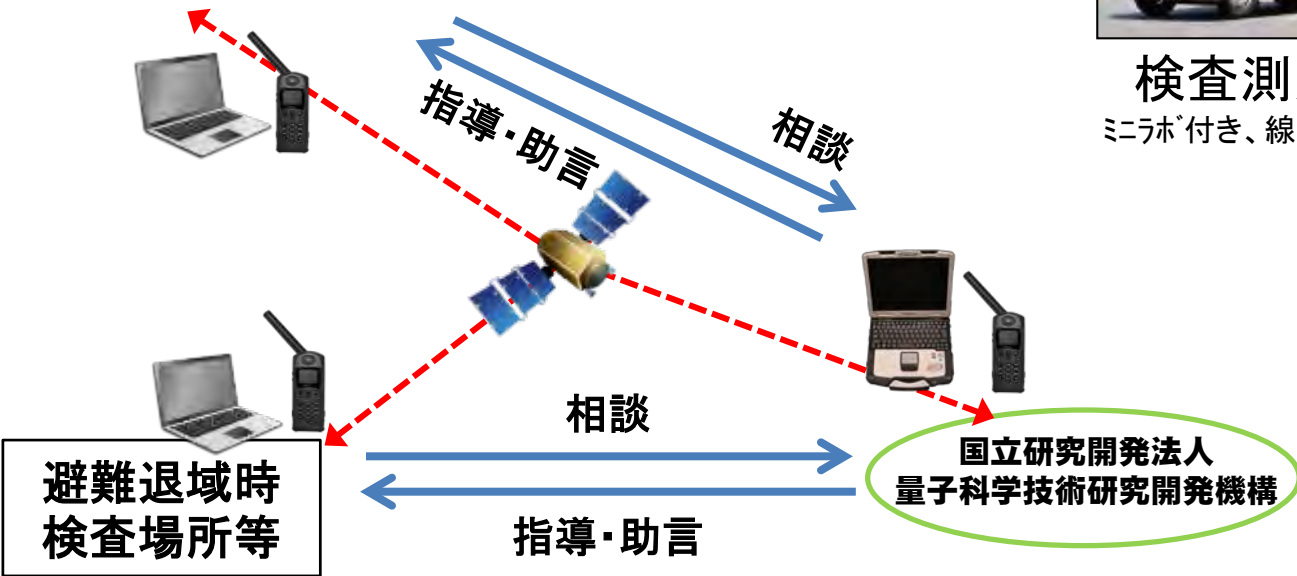 検査測
ミニラボ付き、線
指導・助言
相談
相談
指導・助言
避難退域時
検査場所等
国立研究開発法人
量子科学技術研究開発機構